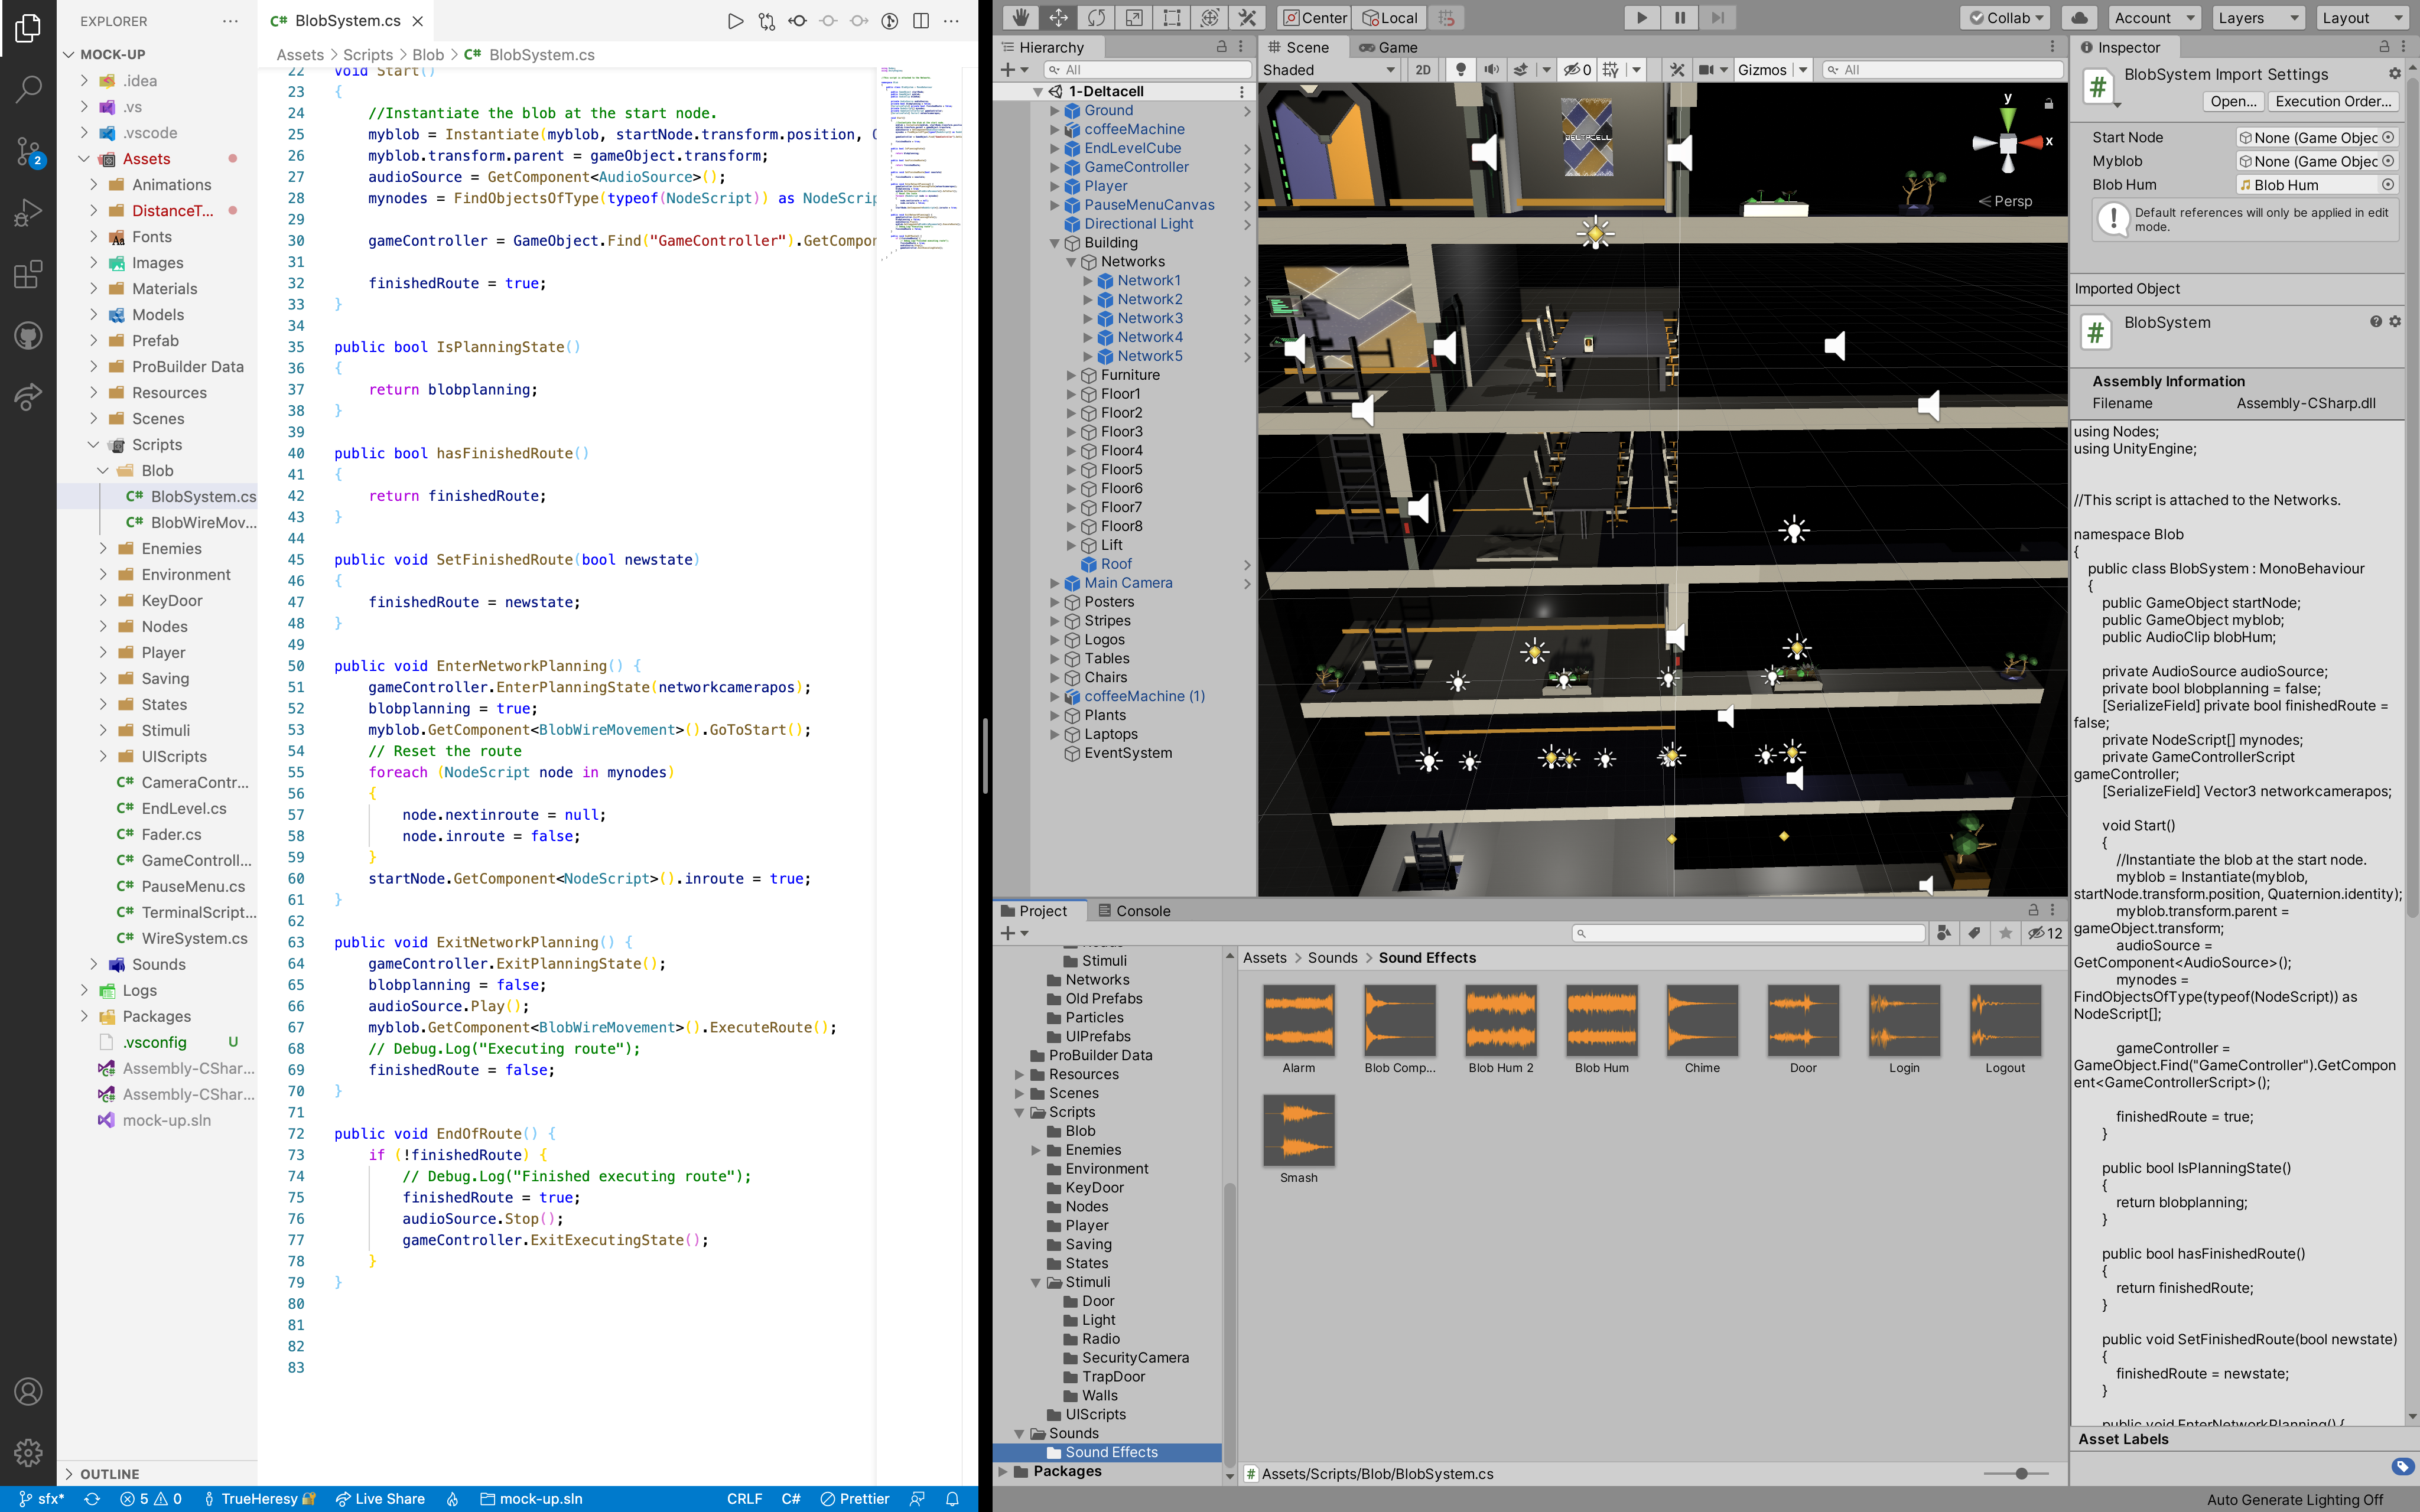 EXPLORER
MOCK-UP
.idea
.vs
.vscode
Assets
Animations
DistanceT...
Fonts
Images
Materials
Models
Prefab
ProBuilder Data
Resources
Scenes
Scripts
Blob
BlobSystem.cs
BlobWireMov...
Enemies
Environment
KeyDoor
Nodes
Player
Saving
States
Stimuli
UIScripts
CameraContr...
EndLevel.cs
Fader.cs
GameControll...
PauseMenu.cs
TerminalScript...
WireSystem.cs
Sounds
Logs
Packages
.vsconfig U
Assembly-CShar...
Assembly-CShar...
mock-up.sln
OUTLINE
2
C# BlobSystem.cs
Assets > Scripts > Blob > C# BlobSystem.cs
22 void Start()
23 {
24 //Instantiate the blob at the start node.
25 myblob = Instantiate(myblob, startNode.transform.position,
26 myblob.transform.parent = gameObject.transform;
27 audioSource = GetComponent<AudioSource>();
28 mynodes = FindObjectsOfType(typeof(NodeScript)) as NodeScrip
29
30 gameController = GameObject.Find("GameController").GetCompor
31
32 finishedRoute = true;
33 }
34
35 public bool IsPlanningState()
36 {
37 return blobplanning;
38 }
39
40 public bool hasFinishedRoute()
41 {
42 return finishedRoute;
43 }
44
45 public void SetFinishedRoute(bool newstate)
46 {
47 finishedRoute = newstate;
48 }
49
50 public void EnterNetworkPlanning() {
51 gameController.EnterPlanningState(networkcamerapos);
52 blobplanning = true;
53 myblob.GetComponent<BlobWireMovement>().GoToStart();
54 // Reset the route
55 foreach (NodeScript node in mynodes)
56 {
57 node.nextinroute = null;
58 node.inroute = false;
59 }
60 startNode.GetComponent<NodeScript>().inroute = true;
61 }
62
63 public void ExitNetworkPlanning() {
64 gameController.ExitPlanningState();
65 blobplanning = false;
66 audioSource.Play();
67 myblob.GetComponent<BlobWireMovement>().ExecuteRoute();
68 // Debug.Log("Executing route");
69 finishedRoute = false;
70 }
71
72 public void EndOfRoute() {
73 if (!finishedRoute) {
74 // Debug.Log("Finished executing route");
75 finishedRoute = true;
76 audioSource.Stop();
77 gameController.ExitExecutingState();
78 }
79 }
80
81
82
83
sfx* 5 0 TrueHeresy Live Share mock-up.sln CRLF C# Prettier
Center Local Collab Account Layers Layout
Hierarchy
All
1-Deltacell
Ground
coffeeMachine
EndLevelCube
GameController
Player
PauseMenuCanvas
Directional Light
Building
Networks
Network1
Network2
Network3
Network4
Network5
Furniture
Floor1
Floor2
Floor3
Floor4
Floor5
Floor6
Floor7
Floor8
Lift
Roof
Main Camera
Posters
Stripes
Logos
Tables
Chairs
coffeeMachine (1)
Plants
Laptops
EventSystem
Scene Game
Shaded 2D 0 Gizmos All
DELTACELL
y
x
Persp
Project Console
12
Stimuli
Networks
Old Prefabs
Particles
UIPrefabs
ProBuilder Data
Resources
Scenes
Scripts
Blob
Enemies
Environment
KeyDoor
Nodes
Player
Saving
States
Stimuli
Door
Light
Radio
SecurityCamera
TrapDoor
Walls
UIScripts
Sounds
Sound Effects
Packages
Assets > Sounds > Sound Effects
Alarm Blob Comp... Blob Hum 2 Blob Hum Chime Door Login Logout
Smash
Assets/Scripts/Blob/BlobSystem.cs
Inspector
BlobSystem Import Settings
Open... Execution Order...
Start Node None (Game Objec
Myblob None (Game Objec
Blob Hum Blob Hum
Default references will only be applied in edit
mode.
Imported Object
BlobSystem
Assembly Information
Filename Assembly-CSharp.dll
using Nodes;
using UnityEngine;
//This script is attached to the Networks.
namespace Blob
{
public class BlobSystem : MonoBehaviour
{
public GameObject startNode;
public GameObject myblob;
public AudioClip blobHum;
private AudioSource audioSource;
private bool blobplanning = false;
[SerializeField] private bool finishedRoute =
false;
private NodeScript[] mynodes;
private GameControllerScript
gameController;
[SerializeField] Vector3 networkcamerapos;
void Start()
{
//Instantiate the blob at the start node.
myblob = Instantiate(myblob,
startNode.transform.position, Quaternion.identity);
myblob.transform.parent =
gameObject.transform;
audioSource =
GetComponent<AudioSource>();
mynodes =
FindObjectsOfType(typeof(NodeScript)) as
NodeScript[];
gameController =
GameObject.Find("GameController").GetCompon
ent<GameControllerScript>();
finishedRoute = true;
}
public bool IsPlanningState()
{
return blobplanning;
}
public bool hasFinishedRoute()
{
return finishedRoute;
}
public void SetFinishedRoute(bool newstate)
{
finishedRoute = newstate;
}
public void EnterNetworkPlanning() {
Asset Labels
Auto Generate Lighting Off